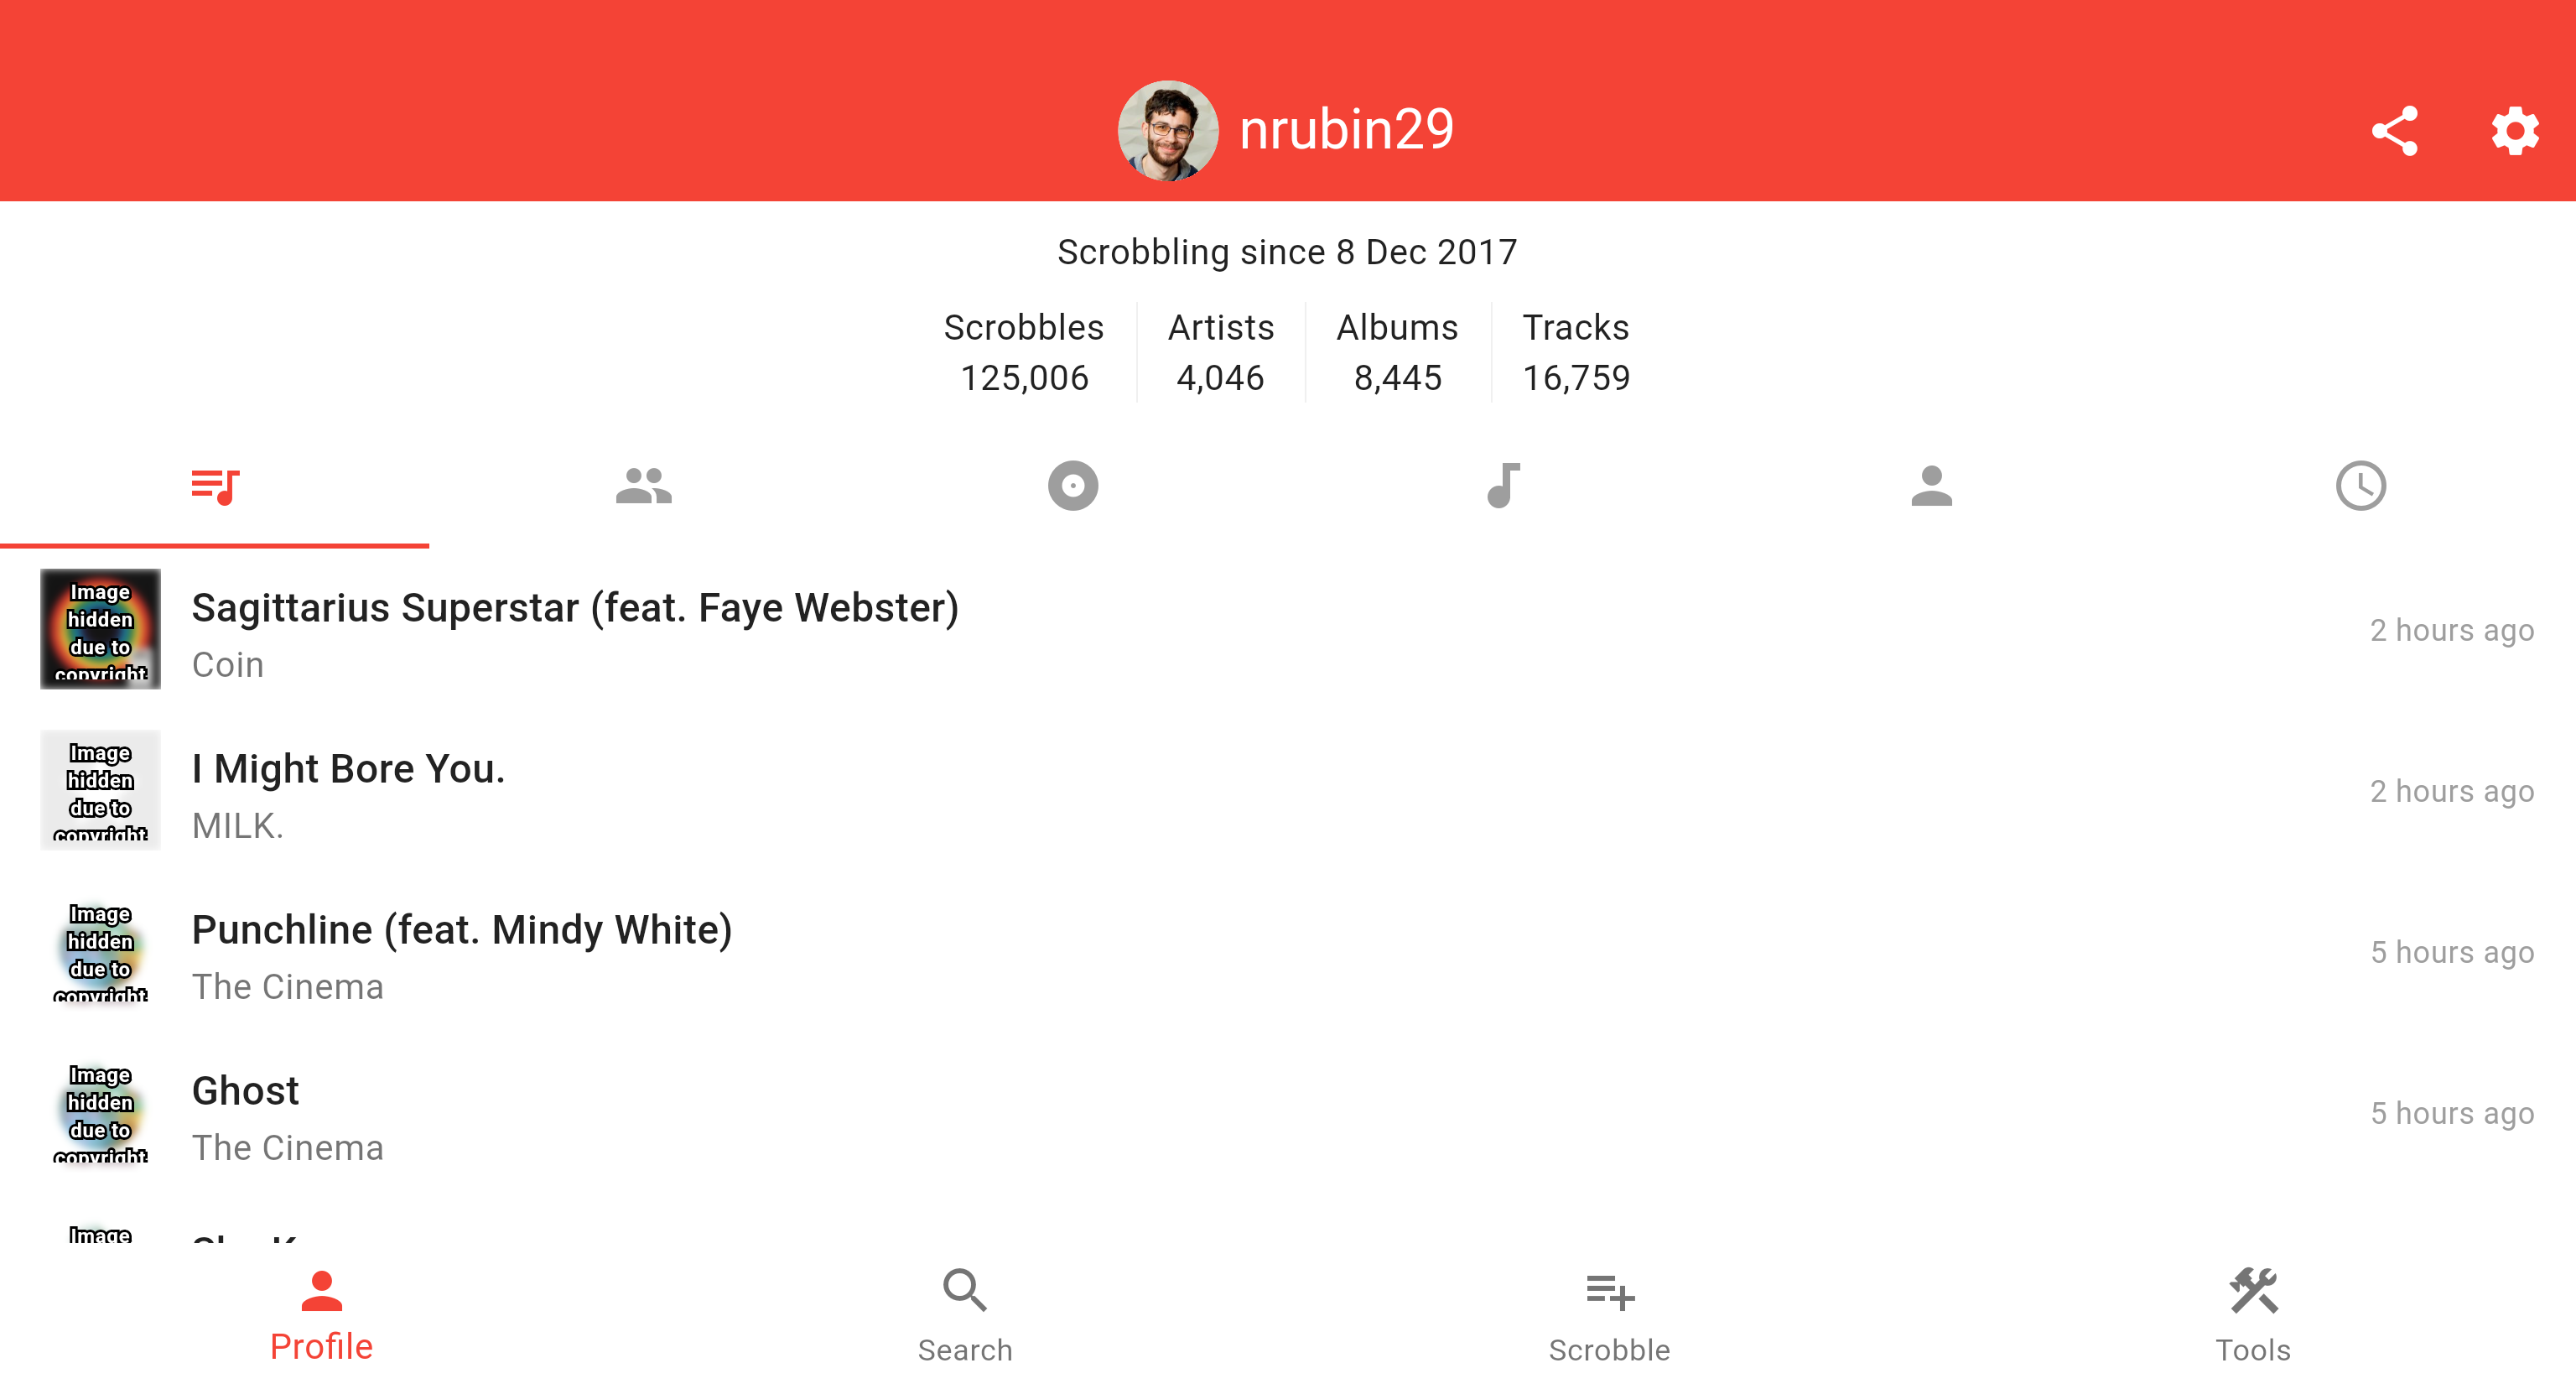 nrubin29
Scrobbling since 8 Dec 2017
Scrobbles Artists Albums Tracks
125,006 4,046 8,445 16,759
Image
hidden
due to
copyright
Sagittarius Superstar (feat. Faye Webster)
Coin
2 hours ago
Image
hidden
due to
copyright
I Might Bore You.
MILK.
2 hours ago
Image
hidden
due to
copyright
Punchline (feat. Mindy White)
The Cinema
5 hours ago
Image
hidden
due to
copyright
Ghost
The Cinema
5 hours ago
Image
Profile Search Scrobble Tools